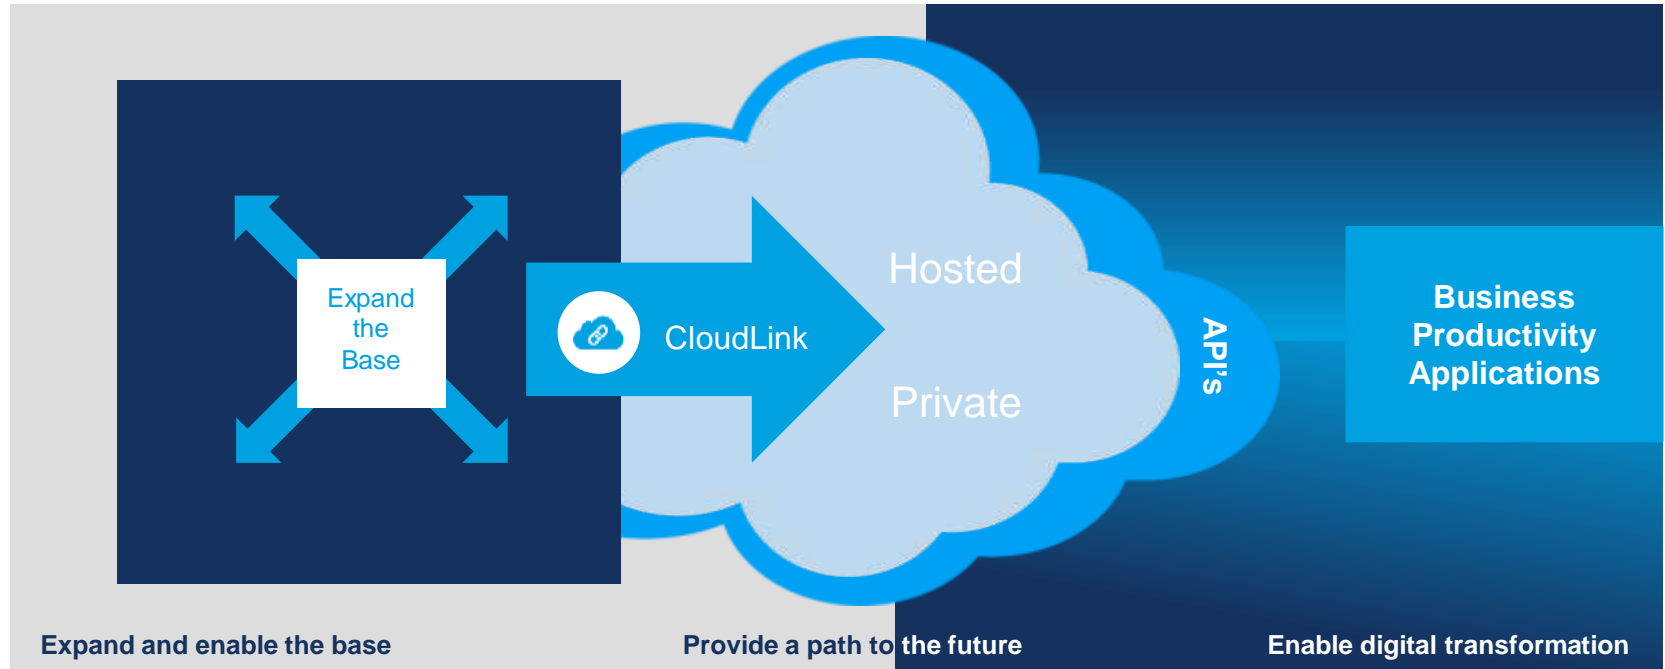 Expand
the
Base
CloudLink
Hosted
Private
API's
Business
Productivity
Applications
Expand and enable the base
Provide a path to the future
Enable digital transformation